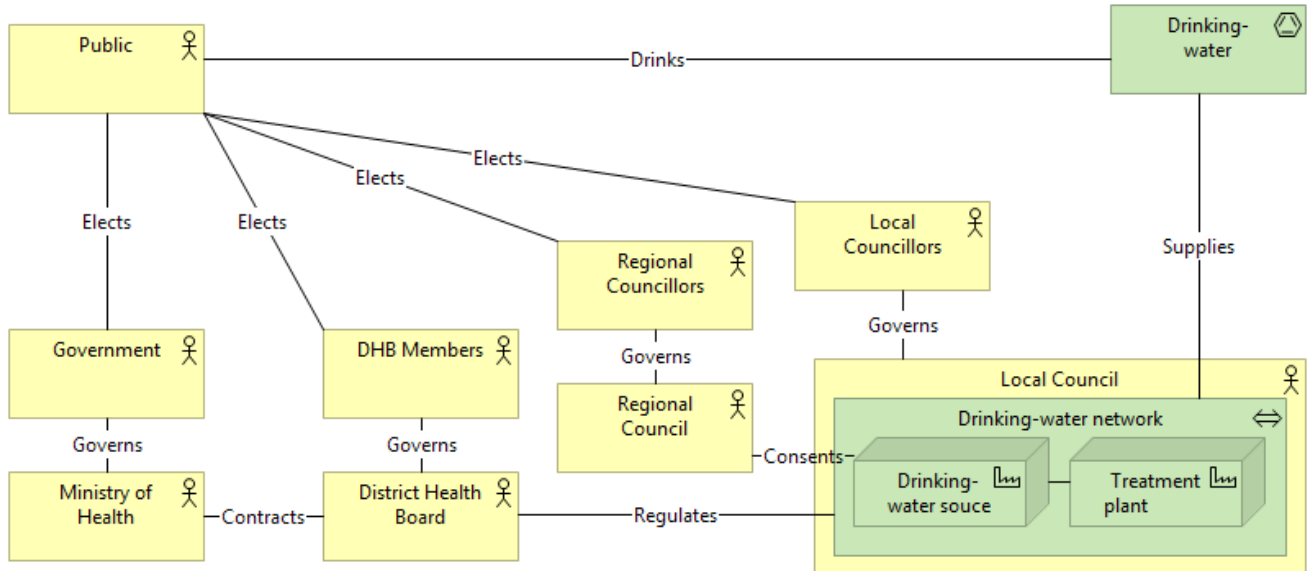 Public
Drinking-
water
Drinks
Elects
Elects
Elects
Elects
Local
Councillors
Regional
Councillors
Supplies
Governs
Government
DHB Members
Governs
Local Council
Regional
Council
Drinking-water network
Governs
Governs
Consents
Drinking-
water souce
Treatment
plant
Ministry of
Health
Contracts
District Health
Board
Regulates